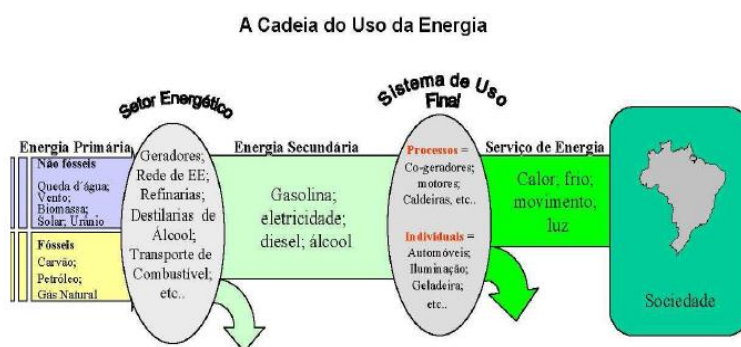 A Cadeia do Uso da Energia
Setor Energético
Sistema de Uso
Final
Energia Primária
Não fósseis
Queda d´água;
Vento;
Biomassa;
Solar; Urânio
Fósseis
Carvão;
Petróleo;
Gás Natural
Geradores;
Rede de EE;
Refinarias;
Destilarias de
Álcool;
Transporte de
Combustível;
etc..
Energia Secundária
Gasolina;
eletricidade;
diesel; álcool
Processos =
Co-geradores;
motores;
Caldeiras, etc..
Individuais =
Automóveis;
Iluminação;
Geladeira;
etc..
Serviço de Energia
Calor; frio;
movimento,
luz
Sociedade